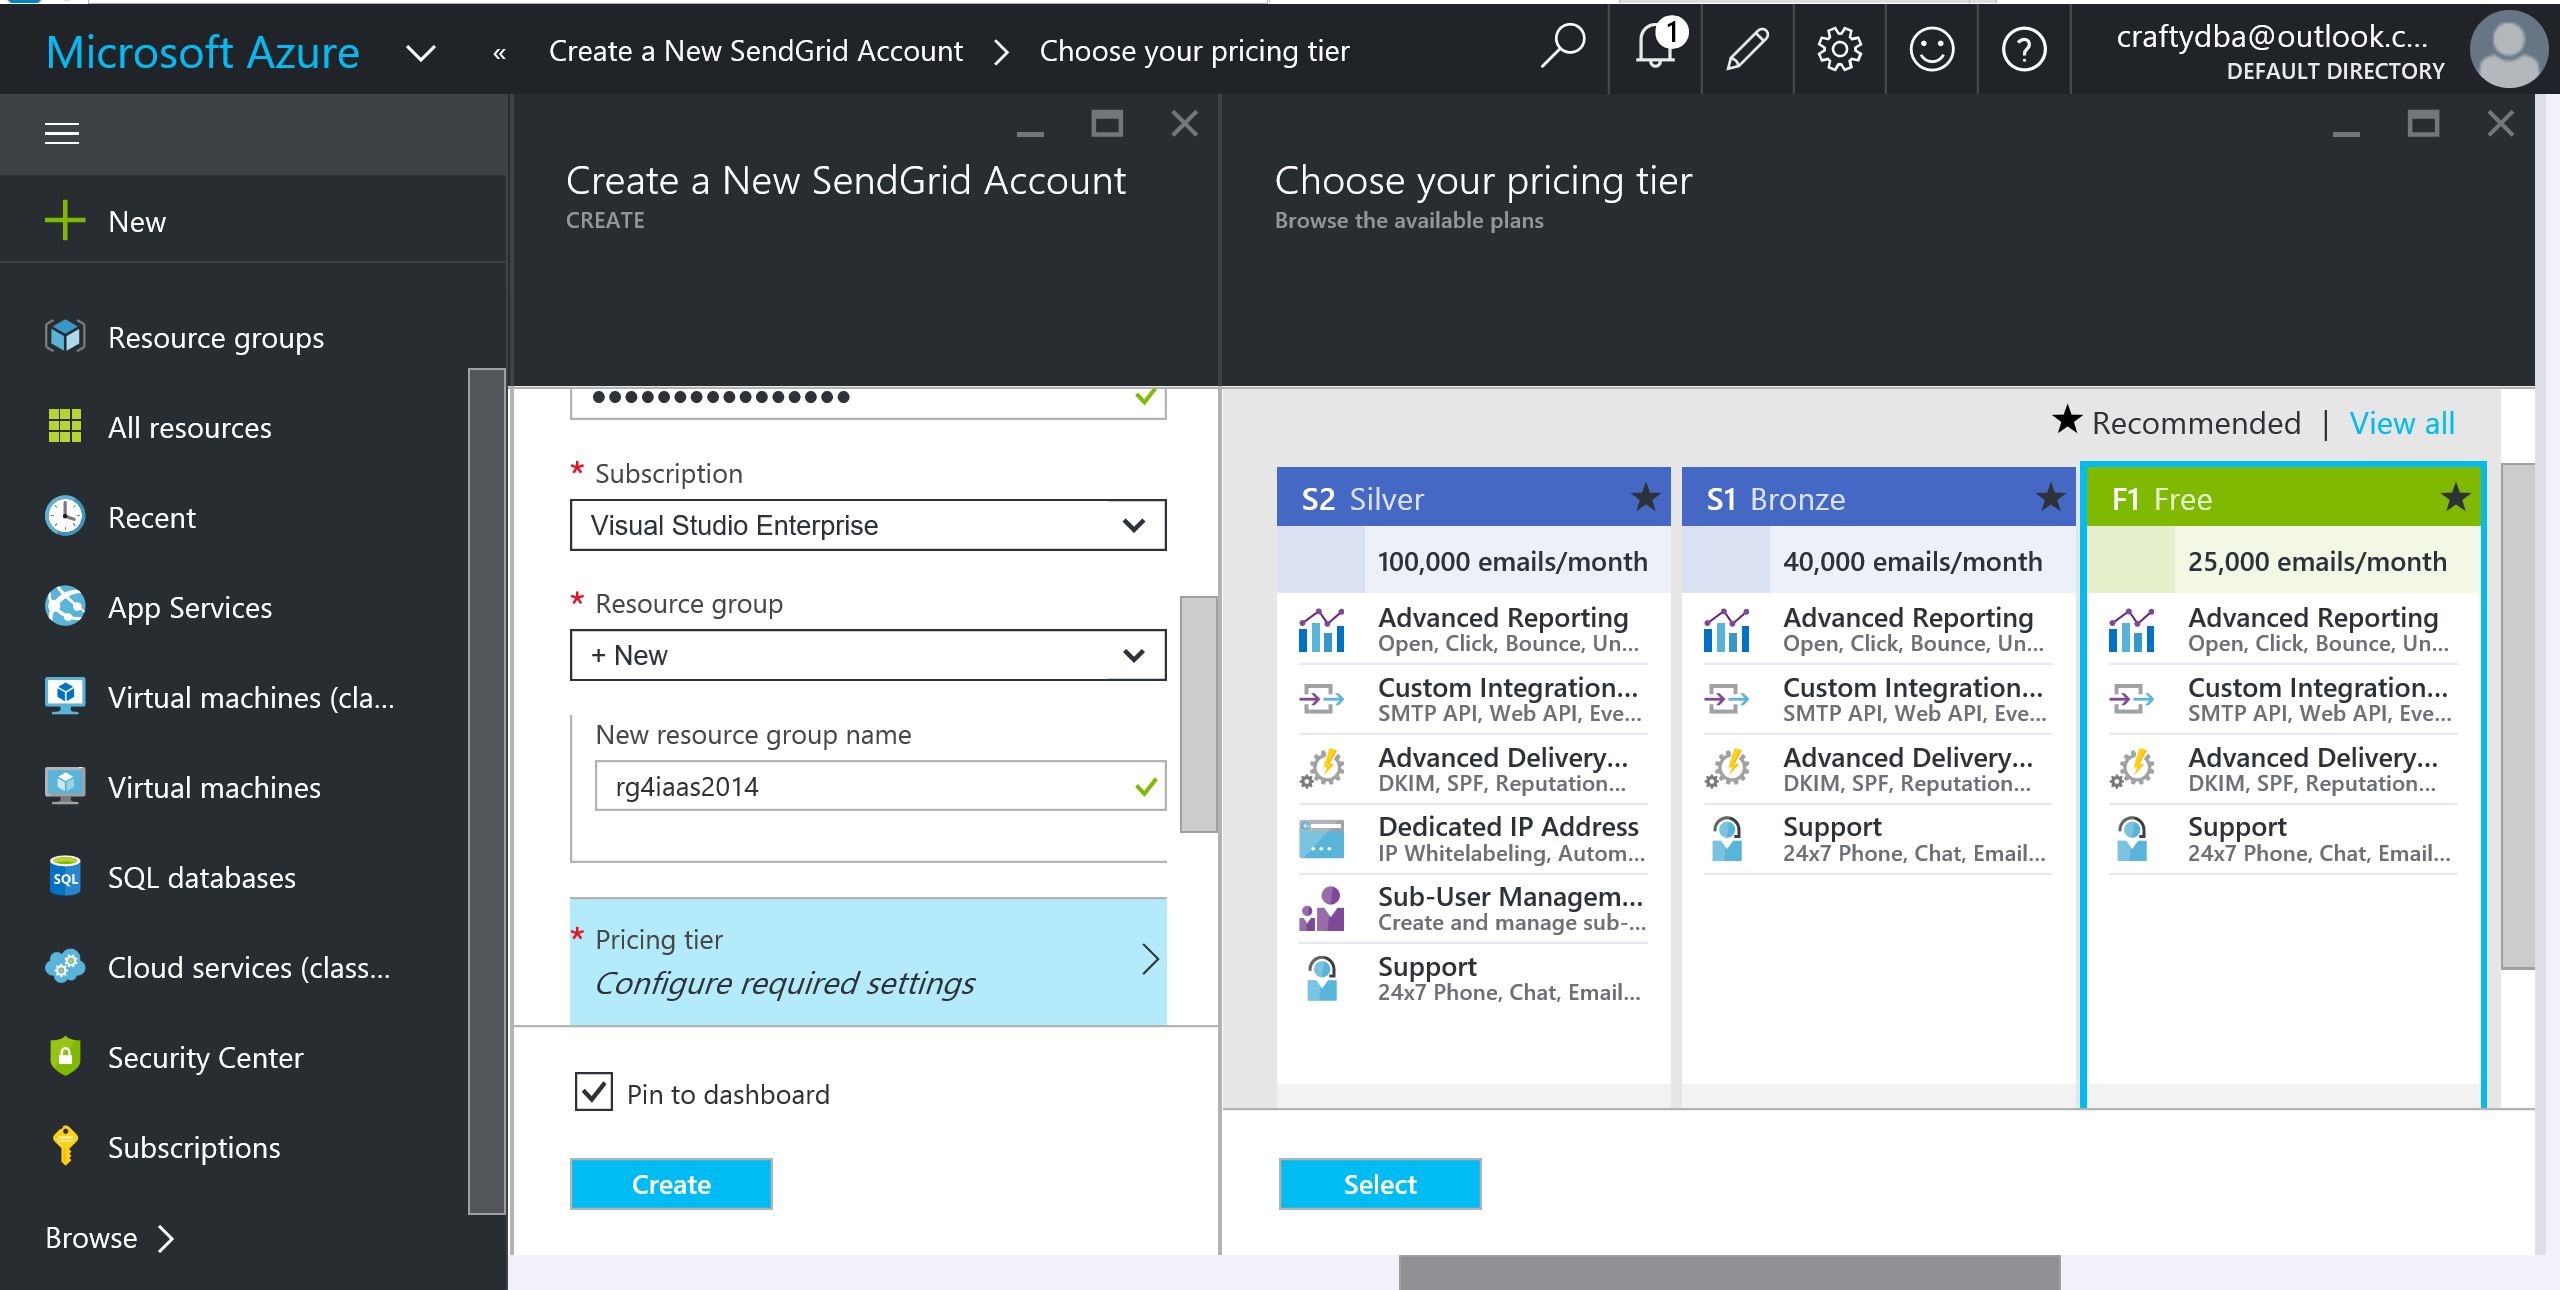 Microsoft Azure
« Create a New SendGrid Account > Choose your pricing tier
1
craftydba@outlook.c...
DEFAULT DIRECTORY
New
Resource groups
All resources
Recent
App Services
Virtual machines (cla...
Virtual machines
SQL databases
SQL
Cloud services (class...
Security Center
Subscriptions
Browse >
Create a New SendGrid Account
CREATE
••••••••••••••••
* Subscription
Visual Studio Enterprise
* Resource group
+ New
New resource group name
rg4iaas2014
* Pricing tier
Configure required settings
Pin to dashboard
Create
Choose your pricing tier
Browse the available plans
★ Recommended | View all
S2 Silver ★
100,000 emails/month
Advanced Reporting
Open, Click, Bounce, Un...
Custom Integration...
SMTP API, Web API, Eve...
Advanced Delivery...
DKIM, SPF, Reputation...
Dedicated IP Address
IP Whitelabeling, Autom...
Sub-User Managem...
Create and manage sub-...
Support
24x7 Phone, Chat, Email...
S1 Bronze ★
40,000 emails/month
Advanced Reporting
Open, Click, Bounce, Un...
Custom Integration...
SMTP API, Web API, Eve...
Advanced Delivery...
DKIM, SPF, Reputation...
Support
24x7 Phone, Chat, Email...
F1 Free ★
25,000 emails/month
Advanced Reporting
Open, Click, Bounce, Un...
Custom Integration...
SMTP API, Web API, Eve...
Advanced Delivery...
DKIM, SPF, Reputation...
Support
24x7 Phone, Chat, Email...
Select